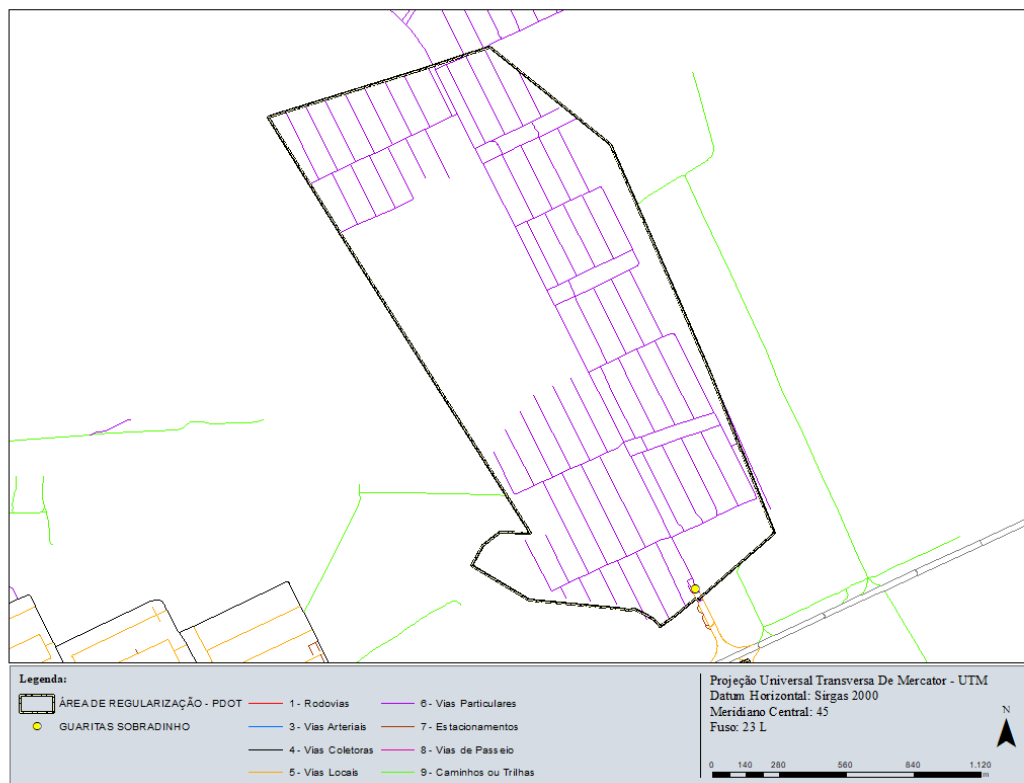 Legenda:
ÁREA DE REGULARIZAÇÃO - PDOT
GUARITAS SOBRADINHO
1 - Rodovias
3 - Vias Arteriais
4 - Vias Coletoras
5 - Vias Locais
6 - Vias Particulares
7 - Estacionamentos
8 - Vias de Passeio
9 - Caminhos ou Trilhas
Projeção Universal Transversa De Mercator - UTM
Datum Horizontal: Sirgas 2000
Meridiano Central: 45
Fuso: 23 L
N
0 140 280 560 840 1.120
m